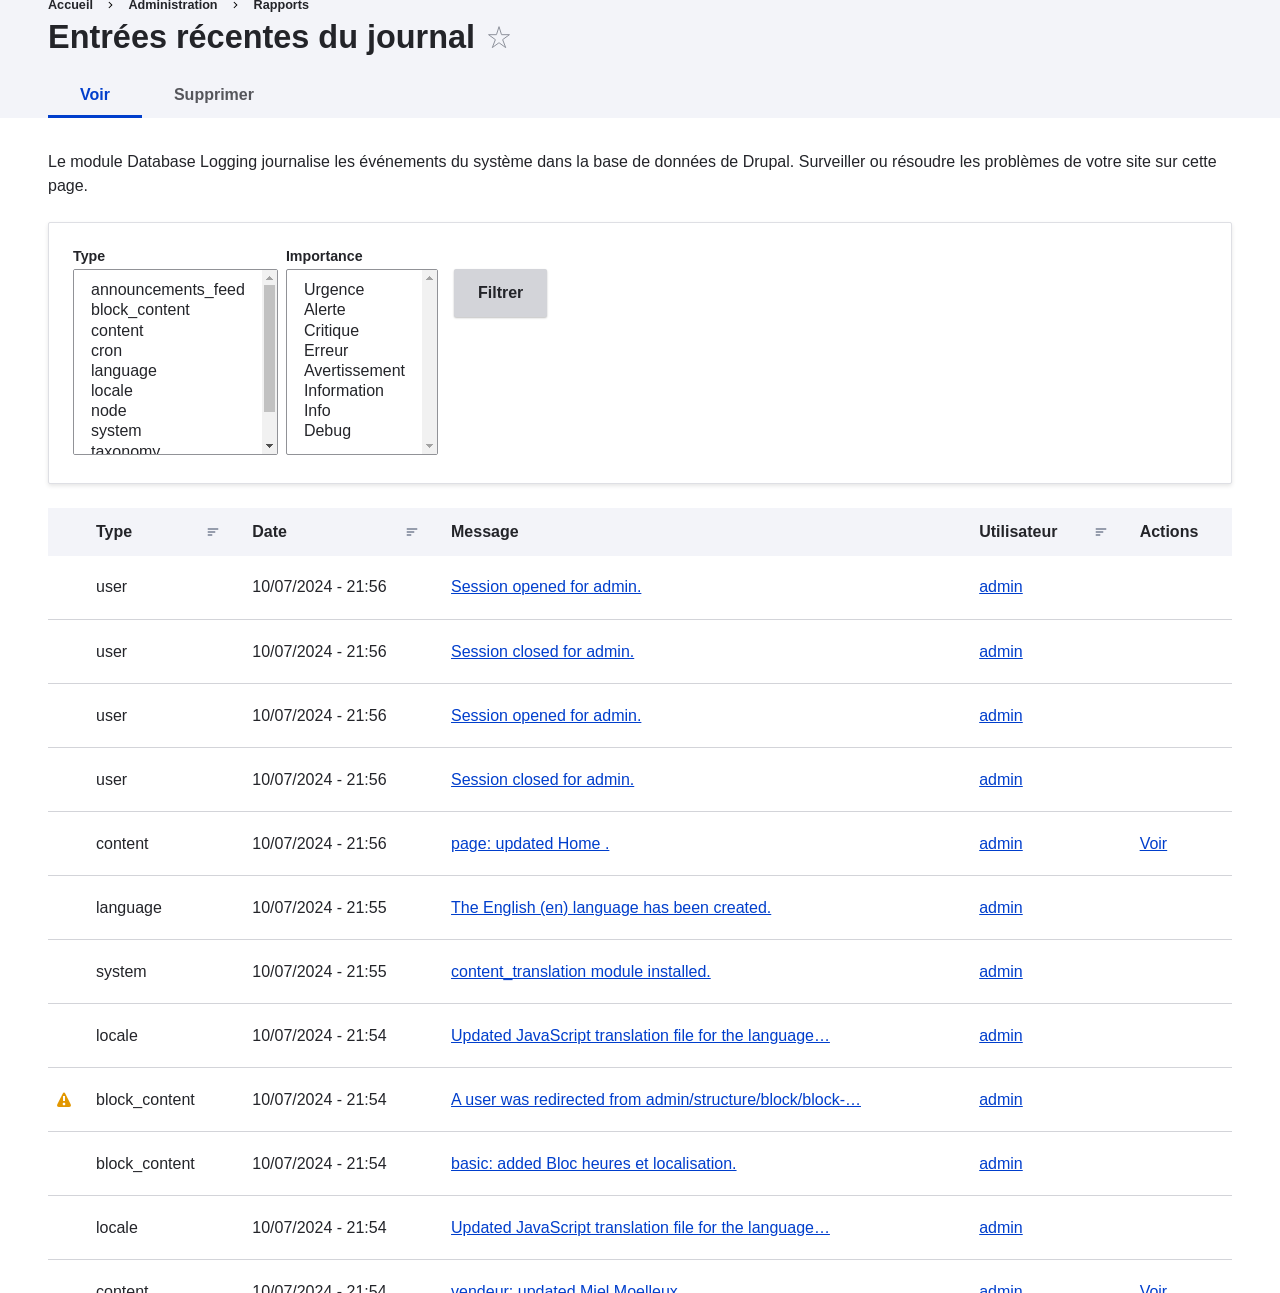 Accueil > Administration > Rapports
Entrées récentes du journal ☆
Voir Supprimer
Le module Database Logging journalise les événements du système dans la base de données de Drupal. Surveiller ou résoudre les problèmes de votre site sur cette
page.
Type Importance
announcements_feed Urgence Filtrer
block_content Alerte
content Critique
cron Erreur
language Avertissement
locale Information
node Info
system Debug
taxonomy
Type Date Message Utilisateur Actions
user 10/07/2024 - 21:56 Session opened for admin. admin
user 10/07/2024 - 21:56 Session closed for admin. admin
user 10/07/2024 - 21:56 Session opened for admin. admin
user 10/07/2024 - 21:56 Session closed for admin. admin
content 10/07/2024 - 21:56 page: updated Home . admin Voir
language 10/07/2024 - 21:55 The English (en) language has been created. admin
system 10/07/2024 - 21:55 content_translation module installed. admin
locale 10/07/2024 - 21:54 Updated JavaScript translation file for the language… admin
block_content 10/07/2024 - 21:54 A user was redirected from admin/structure/block/block-… admin
block_content 10/07/2024 - 21:54 basic: added Bloc heures et localisation. admin
locale 10/07/2024 - 21:54 Updated JavaScript translation file for the language… admin
content 10/07/2024 - 21:54 vendeur: updated Miel Moelleux admin Voir